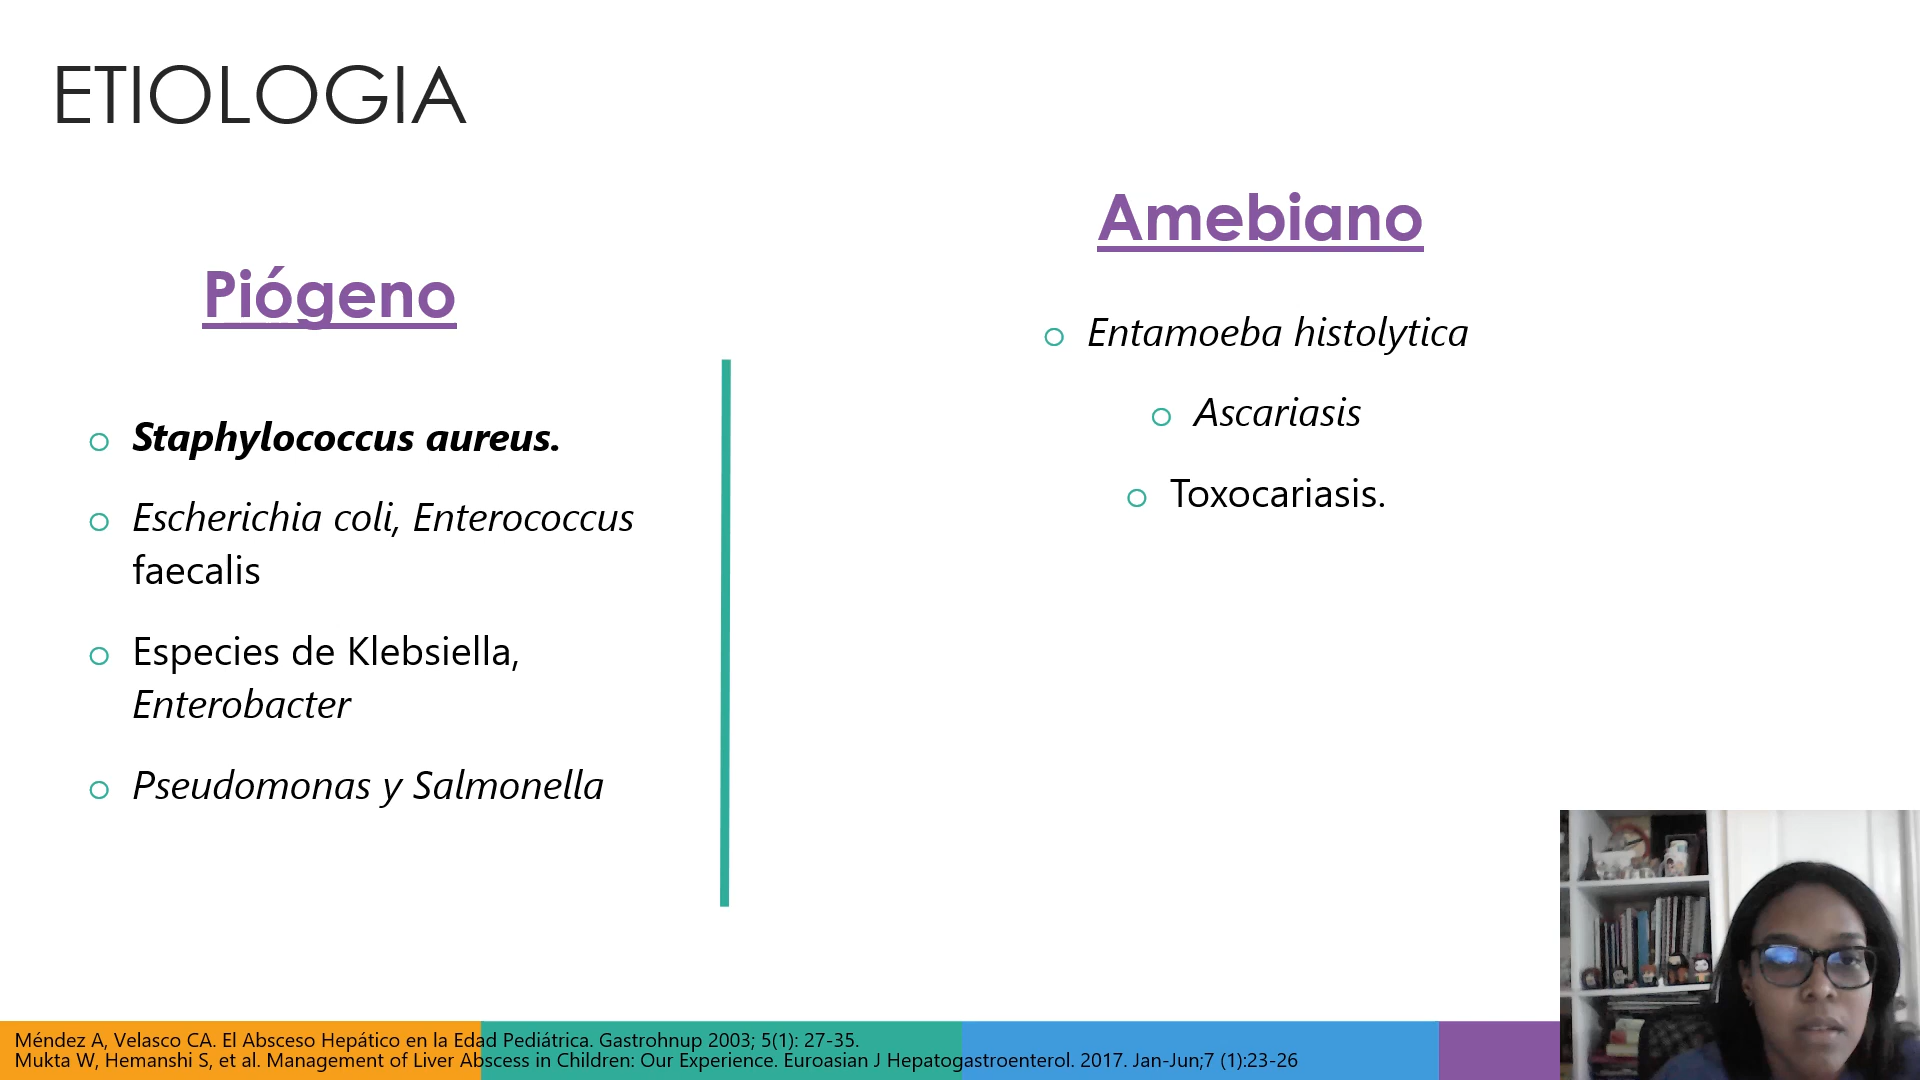 ETIOLOGIA
Piógeno
Staphylococcus aureus.
Escherichia coli, Enterococcus
faecalis
Especies de Klebsiella,
Enterobacter
Pseudomonas y Salmonella
Amebiano
Entamoeba histolytica
Ascariasis
Toxocariasis.
Méndez A, Velasco CA. El Absceso Hepático en la Edad Pediátrica. Gastrohnup 2003; 5(1): 27-35.
Mukta W, Hemanshi S, et al. Management of Liver Abscess in Children: Our Experience. Euroasian J Hepatogastroenterol. 2017. Jan-Jun;7 (1):23-26